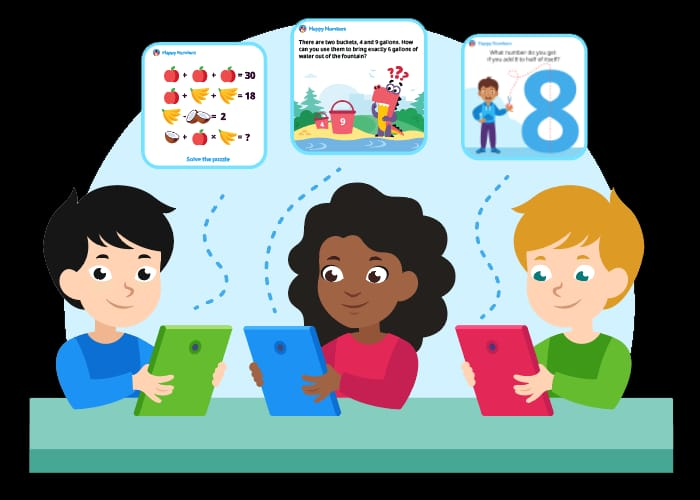 Happy Numbers
+ + = 30
+ + = 18
- = 2
+ × = ?
Solve the puzzle
Happy Numbers
There are two buckets, 4 and 9 gallons. How
can you use them to bring exactly 6 gallons of
water out of the fountain?
???
4
9
Happy Numbers
What number do you get
if you add 8 to half of itself?
8